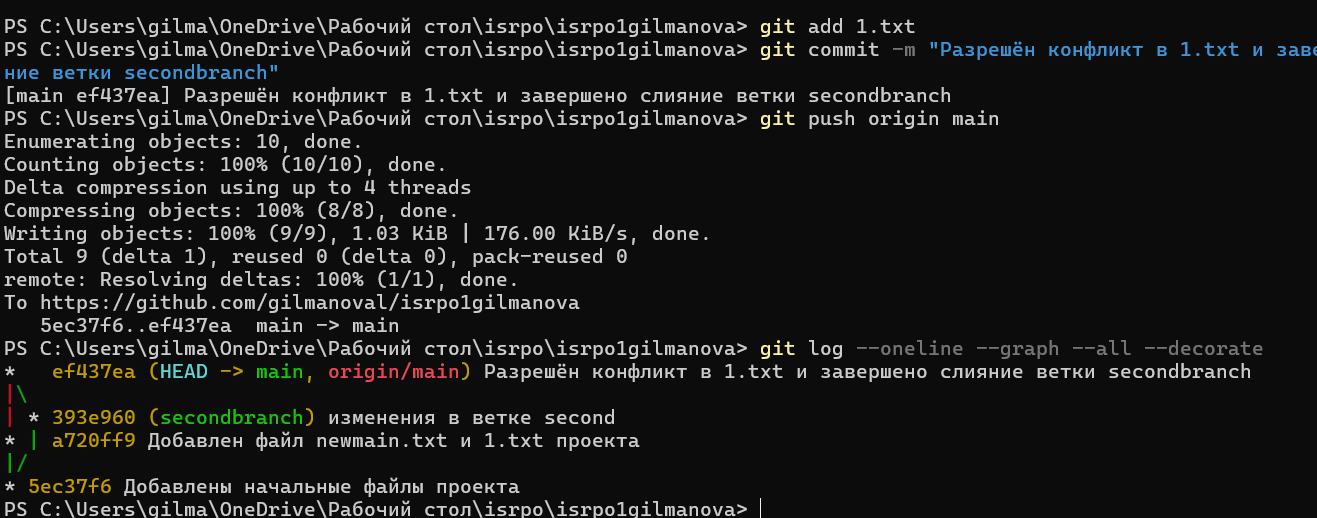 PS C:\Users\gilma\OneDrive\Рабочий стол\isrpo\isrpo1gilmanova> git add 1.txt
PS C:\Users\gilma\OneDrive\Рабочий стол\isrpo\isrpo1gilmanova> git commit -m "Разрешён конфликт в 1.txt и заве
ние ветки secondbranch"
[main ef437ea] Разрешён конфликт в 1.txt и завершено слияние ветки secondbranch
PS C:\Users\gilma\OneDrive\Рабочий стол\isrpo\isrpo1gilmanova> git push origin main
Enumerating objects: 10, done.
Counting objects: 100% (10/10), done.
Delta compression using up to 4 threads
Compressing objects: 100% (8/8), done.
Writing objects: 100% (9/9), 1.03 KiB | 176.00 KiB/s, done.
Total 9 (delta 1), reused 0 (delta 0), pack-reused 0
remote: Resolving deltas: 100% (1/1), done.
To https://github.com/gilmanoval/isrpo1gilmanova
   5ec37f6..ef437ea  main -> main
PS C:\Users\gilma\OneDrive\Рабочий стол\isrpo\isrpo1gilmanova> git log --oneline --graph --all --decorate
*   ef437ea (HEAD -> main, origin/main) Разрешён конфликт в 1.txt и завершено слияние ветки secondbranch
|\
| * 393e960 (secondbranch) изменения в ветке second
* | a720ff9 Добавлен файл newmain.txt и 1.txt проекта
|/
* 5ec37f6 Добавлены начальные файлы проекта
PS C:\Users\gilma\OneDrive\Рабочий стол\isrpo\isrpo1gilmanova>